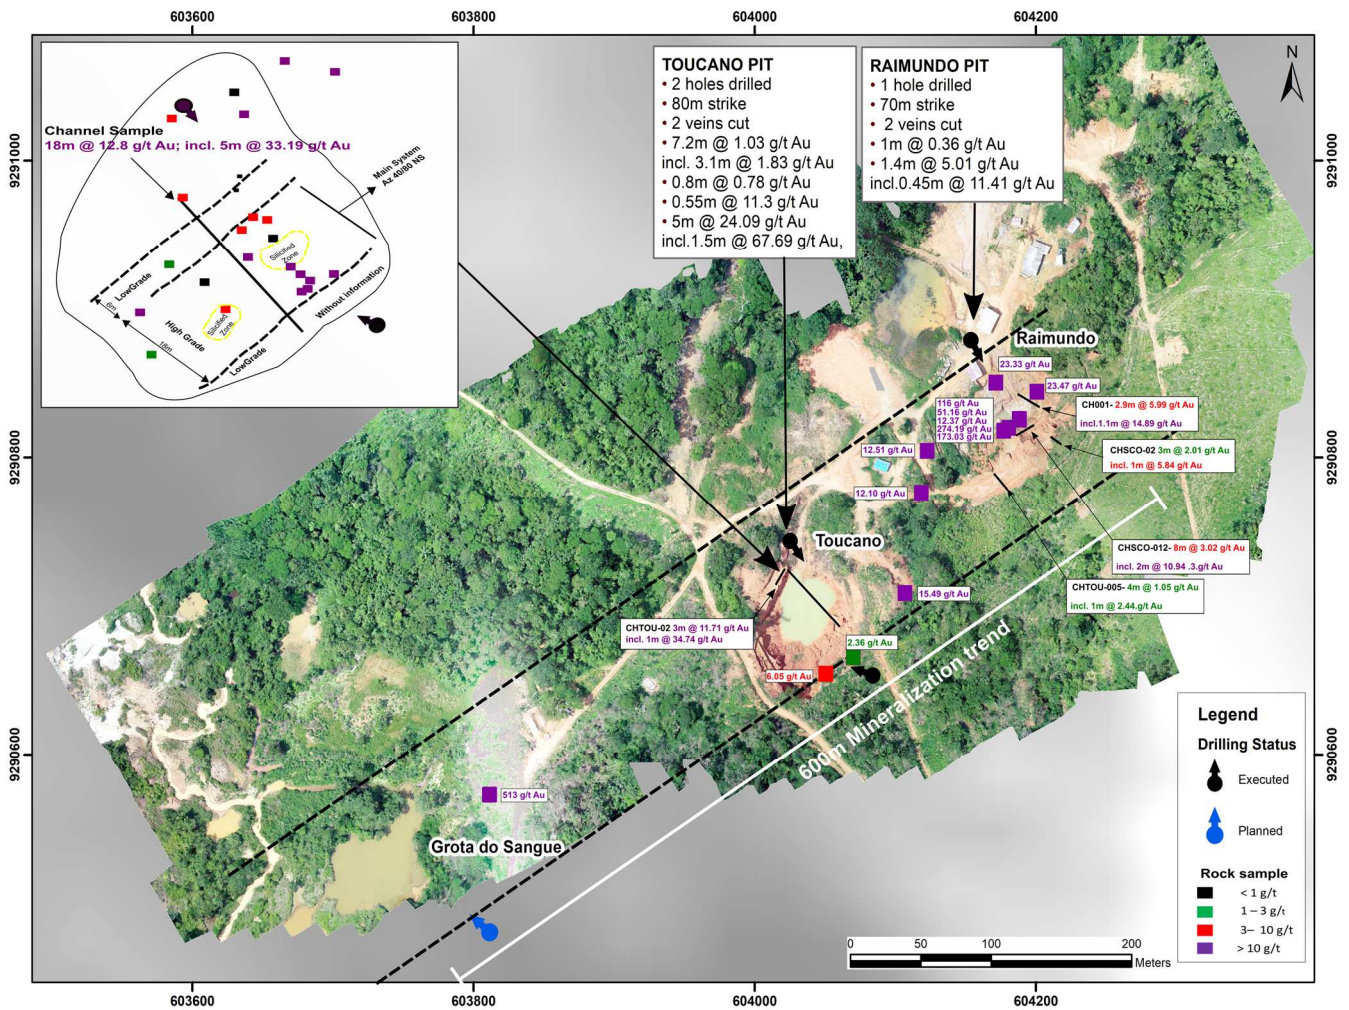 603600
603800
604000
604200
9291000
9290800
9290600
9291000
9290800
9290600
603600
603800
604000
604200
N
Channel Sample
18m @ 12.8 g/t Au; incl. 5m @ 33.19 g/t Au
Main System
Az 40/80 NS
Silicified
Zone
LowGrade
6m
High Grade
18m
Silicified
Zone
LowGrade
Without information
TOUCANO PIT
• 2 holes drilled
• 80m strike
• 2 veins cut
• 7.2m @ 1.03 g/t Au
incl. 3.1m @ 1.83 g/t Au
• 0.8m @ 0.78 g/t Au
• 0.55m @ 11.3 g/t Au
• 5m @ 24.09 g/t Au
incl.1.5m @ 67.69 g/t Au,
RAIMUNDO PIT
• 1 hole drilled
• 70m strike
• 2 veins cut
• 1m @ 0.36 g/t Au
• 1.4m @ 5.01 g/t Au
incl.0.45m @ 11.41 g/t Au
Raimundo
23.33 g/t Au
23.47 g/t Au
116 g/t Au
51.16 g/t Au
12.37 g/t Au
274.19 g/t Au
173.03 g/t Au
CH001- 2.9m @ 5.99 g/t Au
incl.1.1m @ 14.89 g/t Au
12.51 g/t Au
CHSCO-02 3m @ 2.01 g/t Au
incl. 1m @ 5.84 g/t Au
12.10 g/t Au
Toucano
CHSCO-012- 8m @ 3.02 g/t Au
incl. 2m @ 10.94 .3.g/t Au
CHTOU-005- 4m @ 1.05 g/t Au
incl. 1m @ 2.44.g/t Au
15.49 g/t Au
CHTOU-02 3m @ 11.71 g/t Au
incl. 1m @ 34.74 g/t Au
2.36 g/t Au
6.05 g/t Au
600m Mineralization trend
513 g/t Au
Grota do Sangue
Legend
Drilling Status
Executed
Planned
Rock sample
< 1 g/t
1 – 3 g/t
3– 10 g/t
> 10 g/t
0 50 100 200
Meters